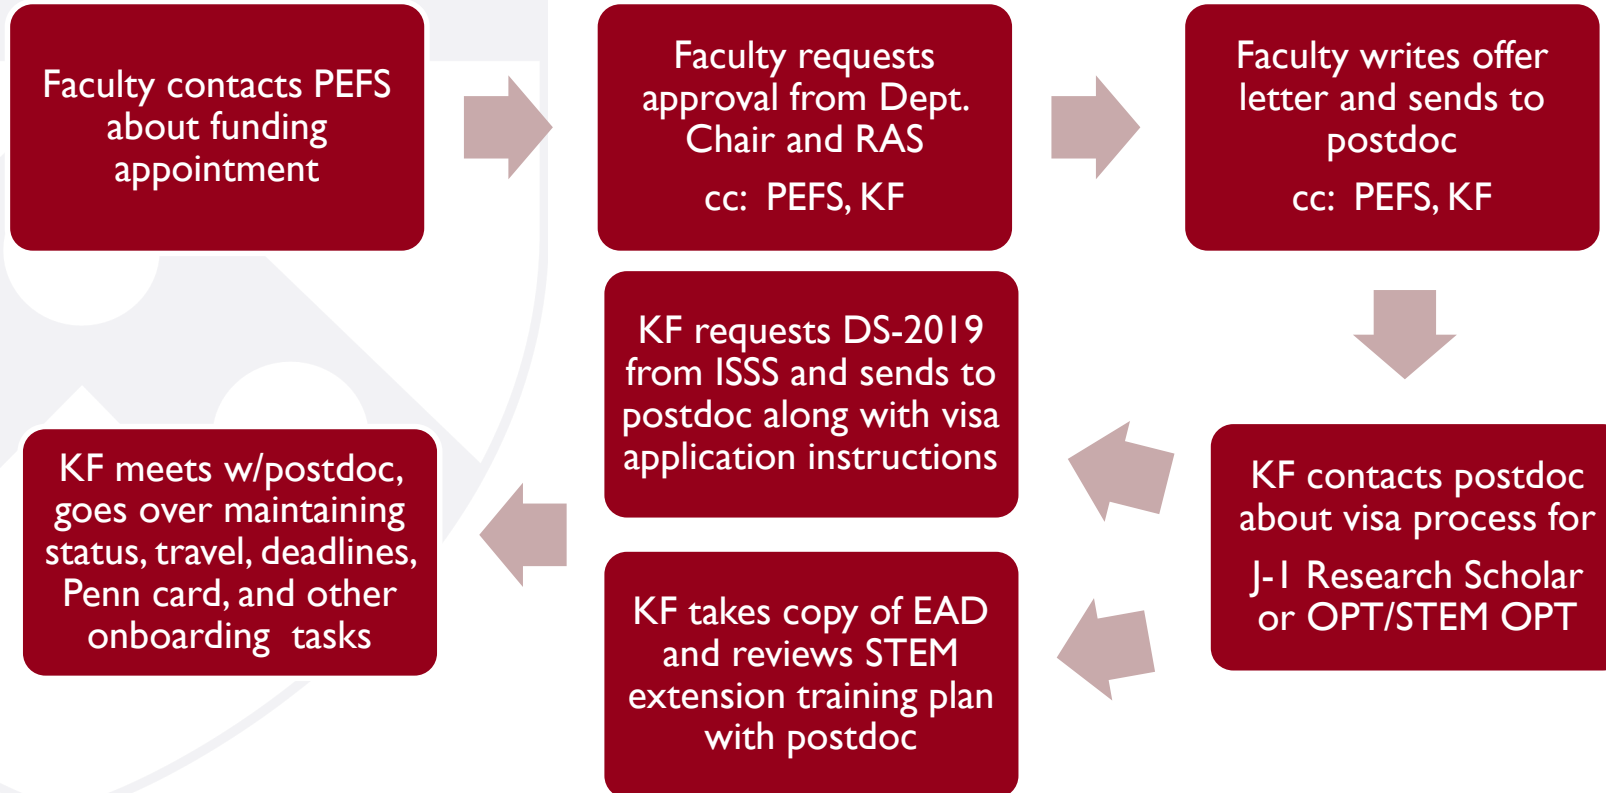 Faculty contacts PEFS
about funding
appointment
Faculty requests
approval from Dept.
Chair and RAS
cc:  PEFS, KF
Faculty writes offer
letter and sends to
postdoc
cc:  PEFS, KF
KF contacts postdoc
about visa process for
J-1 Research Scholar
or OPT/STEM OPT
KF requests DS-2019
from ISSS and sends to
postdoc along with visa
application instructions
KF takes copy of EAD
and reviews STEM
extension training plan
with postdoc
KF meets w/postdoc,
goes over maintaining
status, travel, deadlines,
Penn card, and other
onboarding  tasks